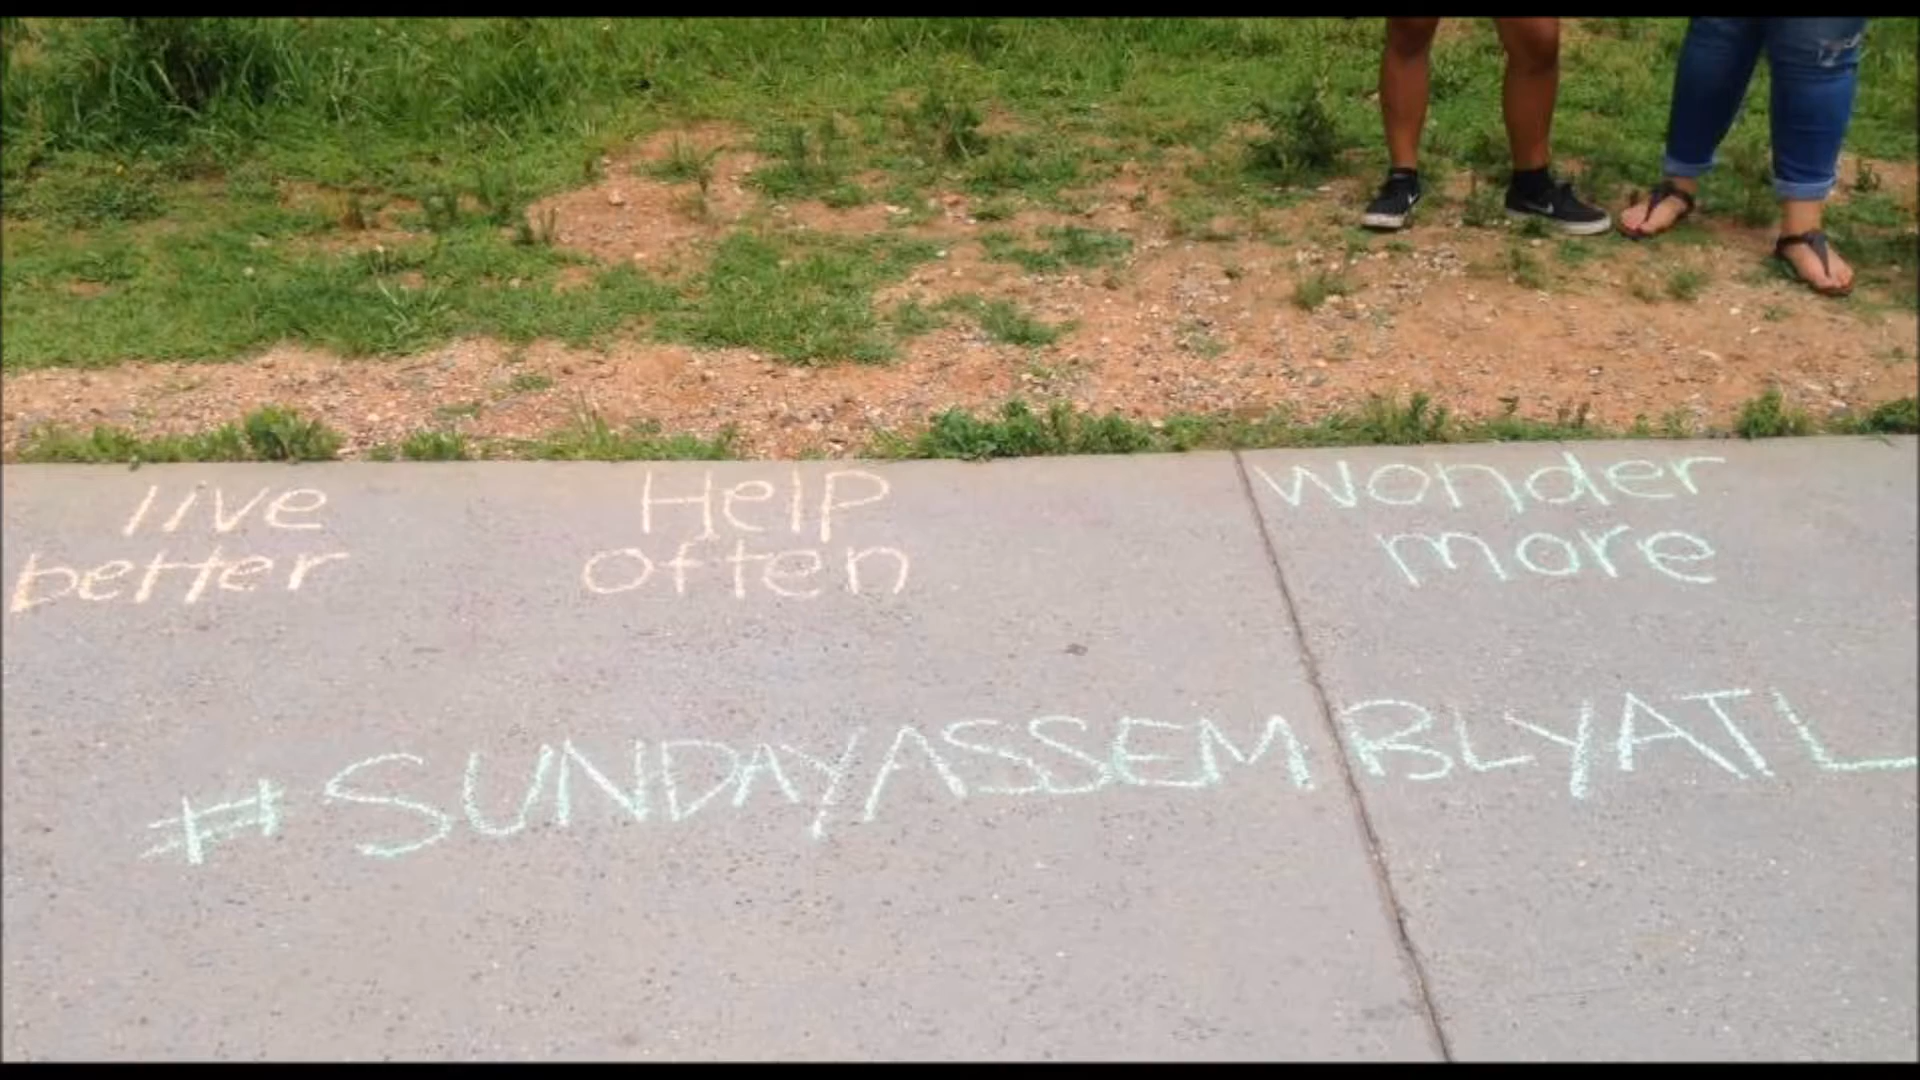 live
better
Help
often
wonder
more
#SUNDAYASSEMBLYATL